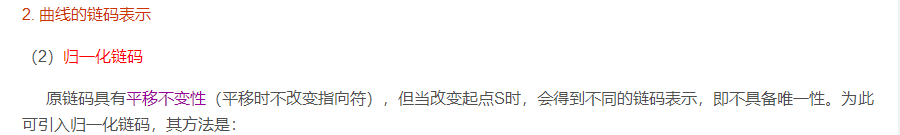 2. 曲线的链码表示
（2）归一化链码
原链码具有平移不变性（平移时不改变指向符），但当改变起点S时，会得到不同的链码表示，即不具备唯一性。为此
可引入归一化链码，其方法是：